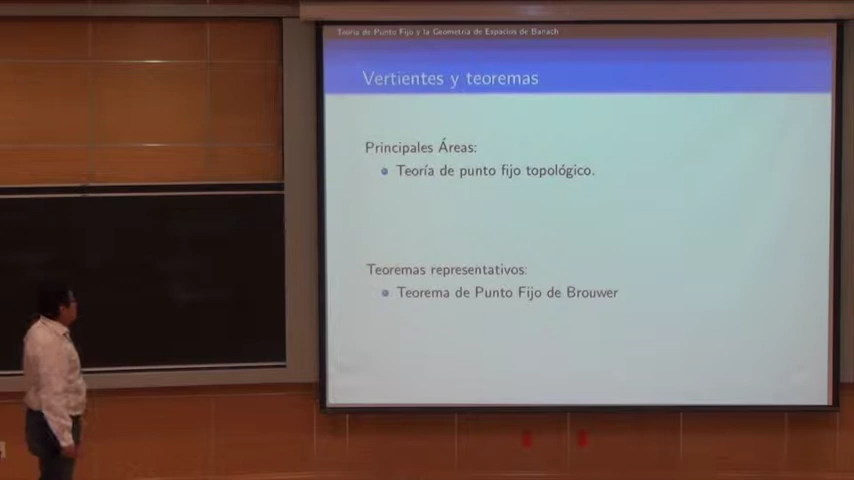 Teoría de Punto Fijo y la Geometría de Espacios de Banach
Vertientes y teoremas
Principales Áreas:
Teoría de punto fijo topológico.
Teoremas representativos:
Teorema de Punto Fijo de Brouwer